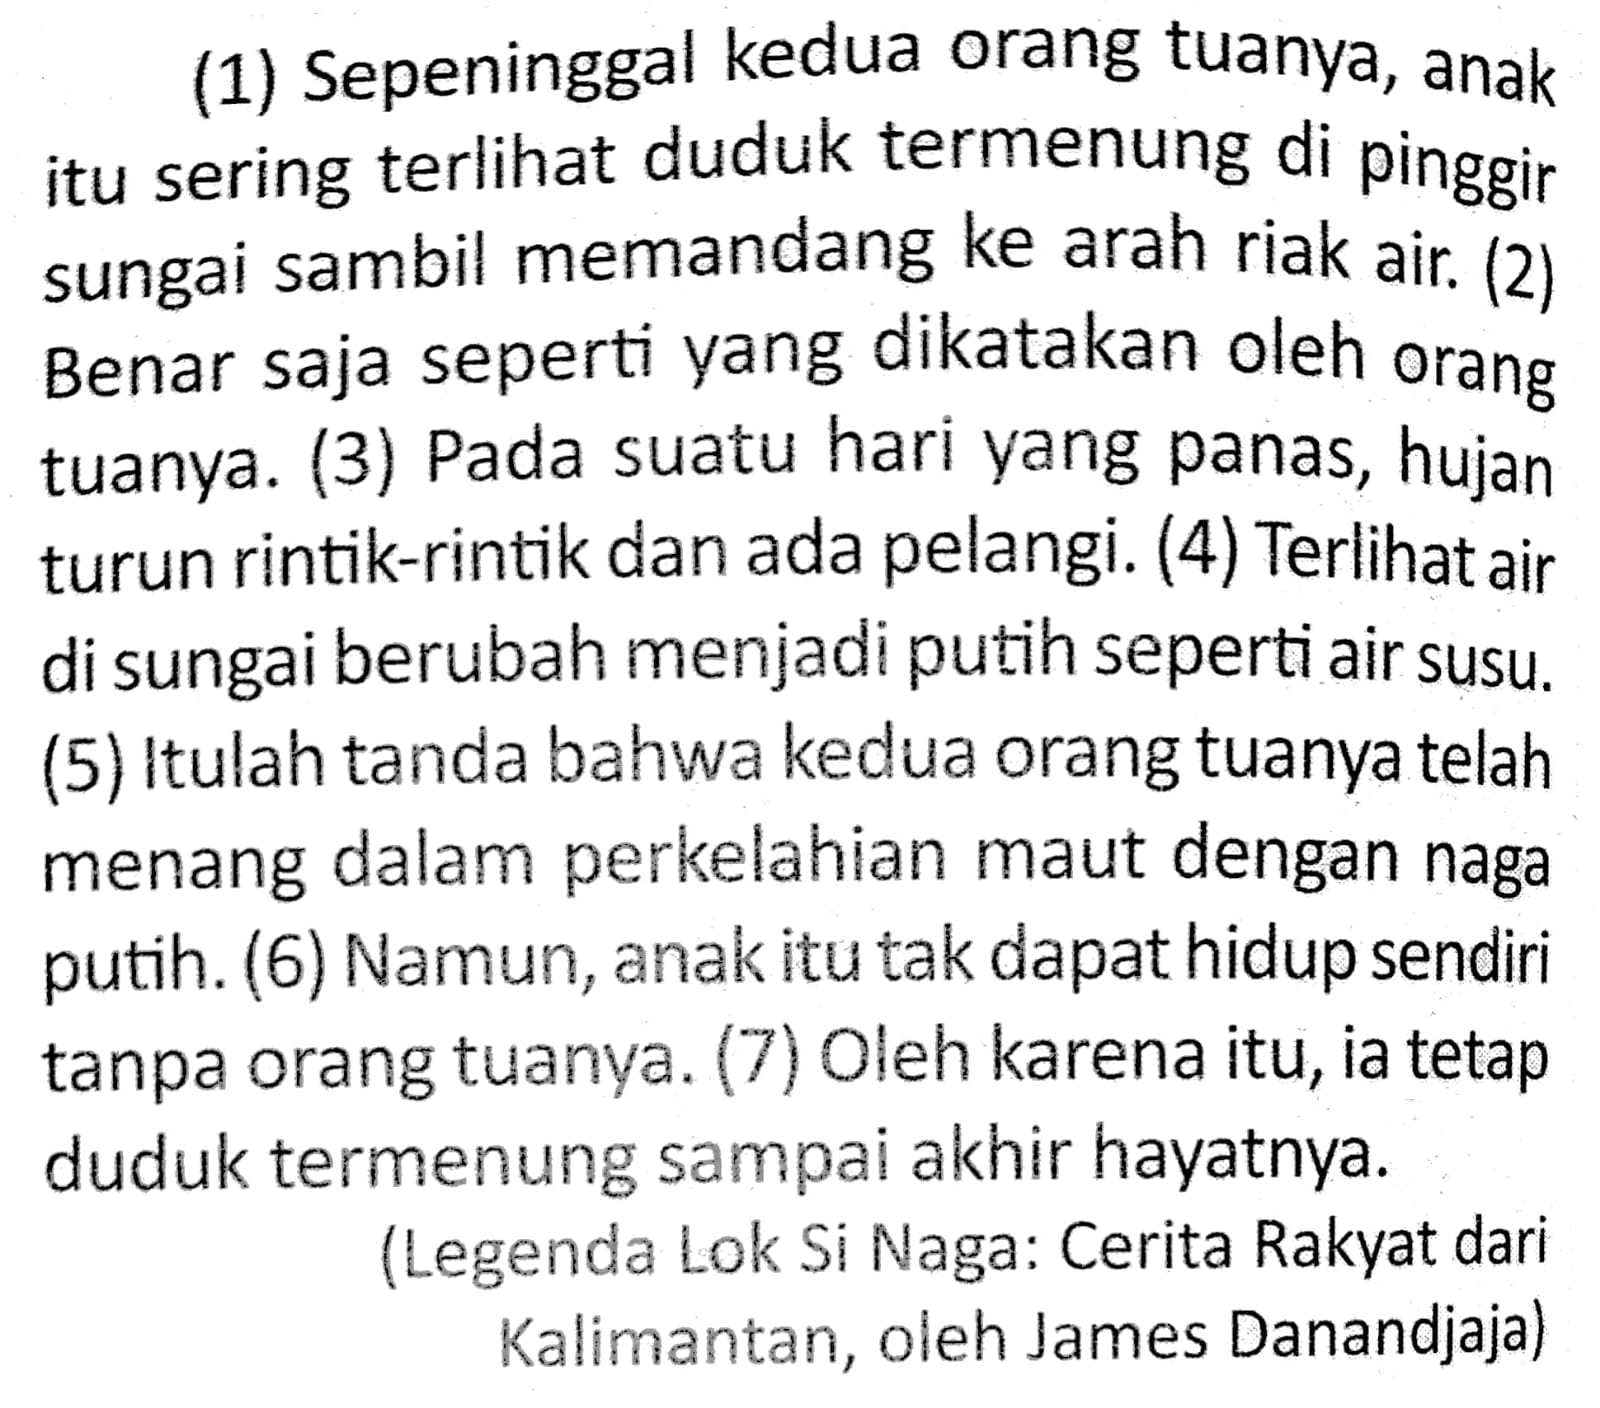 (1) Sepeninggal kedua orang tuanya, anak
itu sering terlihat duduk termenung di pinggir
sungai sambil memandang ke arah riak air. (2)
Benar saja seperti yang dikatakan oleh orang
tuanya. (3) Pada suatu hari yang panas, hujan
turun rintik-rintik dan ada pelangi. (4) Terlihat air
di sungai berubah menjadi putih seperti air susu.
(5) Itulah tanda bahwa kedua orang tuanya telah
menang dalam perkelahian maut dengan naga
putih. (6) Namun, anak itu tak dapat hidup sendiri
tanpa orang tuanya. (7) Oleh karena itu, ia tetap
duduk termenung sampai akhir hayatnya.
(Legenda Lok Si Naga: Cerita Rakyat dari
Kalimantan, oleh James Danandjaja)